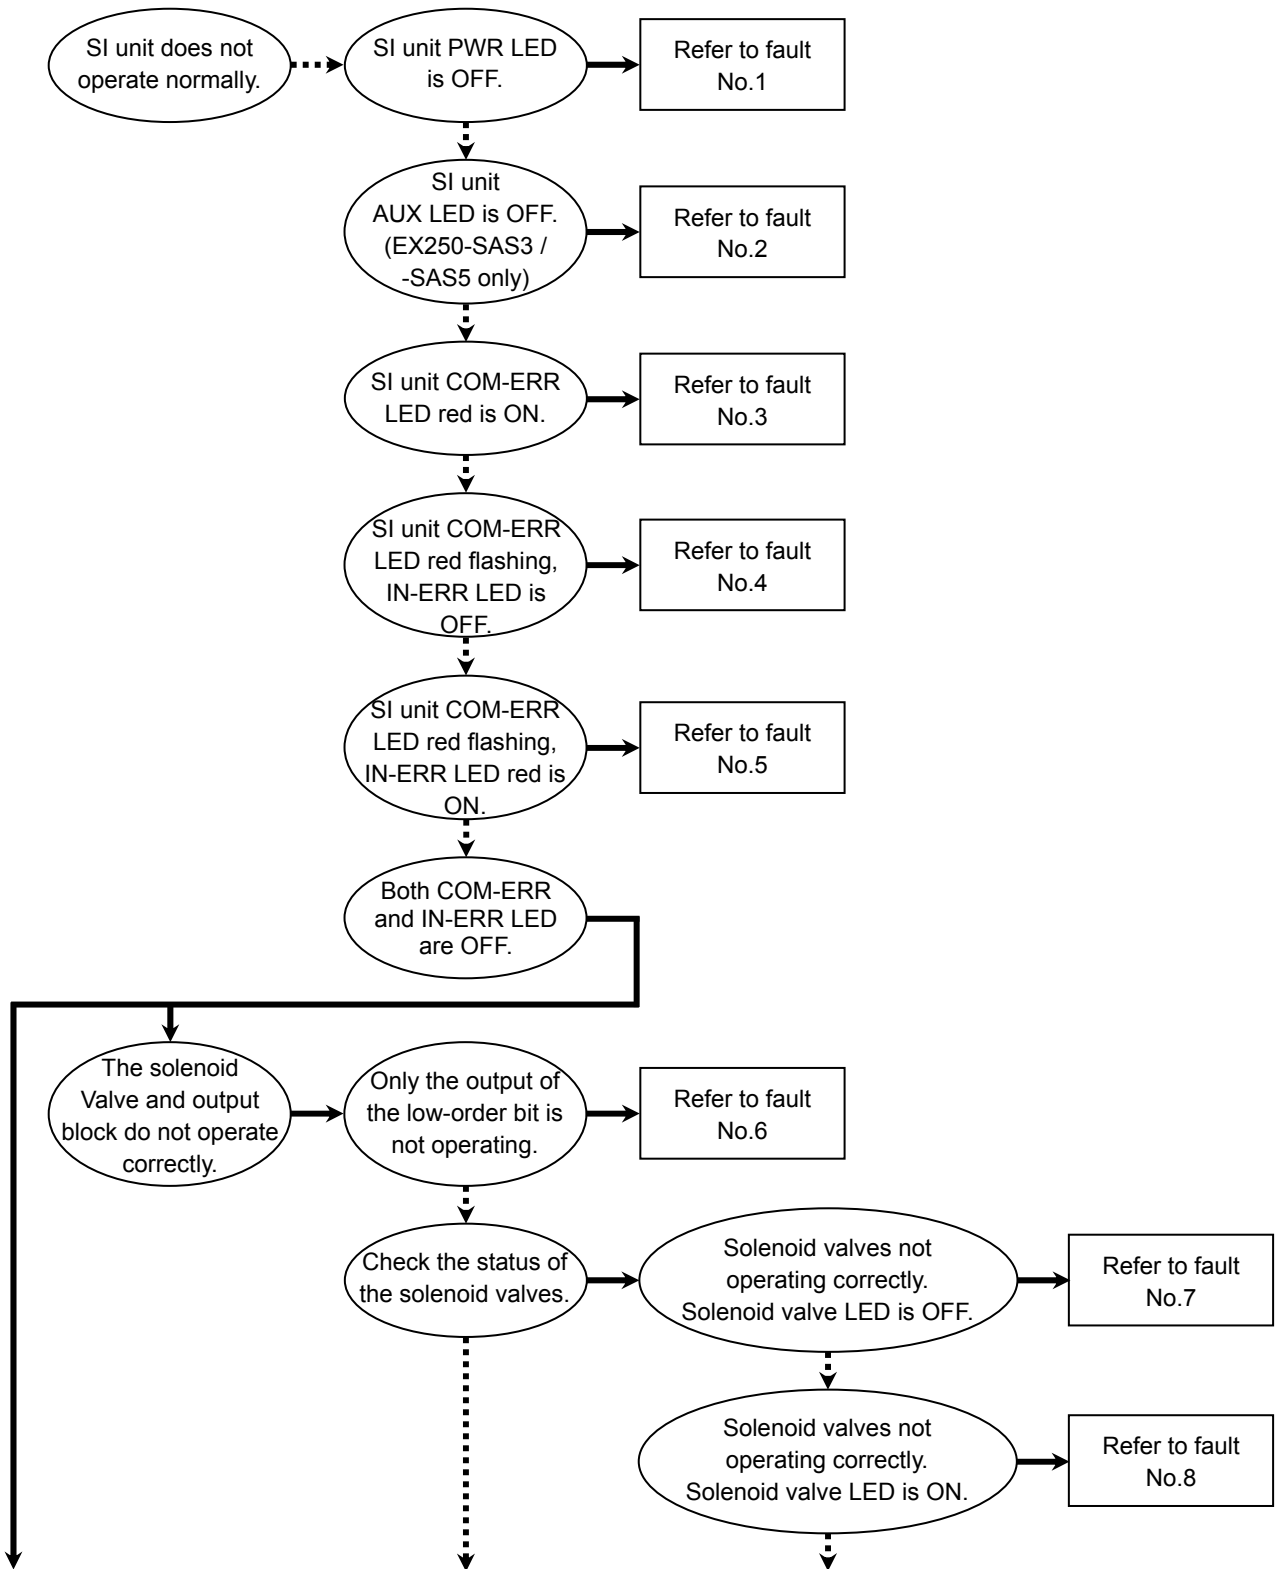 SI unit does not
operate normally.
SI unit PWR LED
is OFF.
Refer to fault
No.1
SI unit
AUX LED is OFF.
(EX250-SAS3 /
-SAS5 only)
Refer to fault
No.2
SI unit COM-ERR
LED red is ON.
Refer to fault
No.3
SI unit COM-ERR
LED red flashing,
IN-ERR LED is
OFF.
Refer to fault
No.4
SI unit COM-ERR
LED red flashing,
IN-ERR LED red is
ON.
Refer to fault
No.5
Both COM-ERR
and IN-ERR LED
are OFF.
The solenoid
Valve and output
block do not operate
correctly.
Only the output of
the low-order bit is
not operating.
Refer to fault
No.6
Check the status of
the solenoid valves.
Solenoid valves not
operating correctly.
Solenoid valve LED is OFF.
Refer to fault
No.7
Solenoid valves not
operating correctly.
Solenoid valve LED is ON.
Refer to fault
No.8